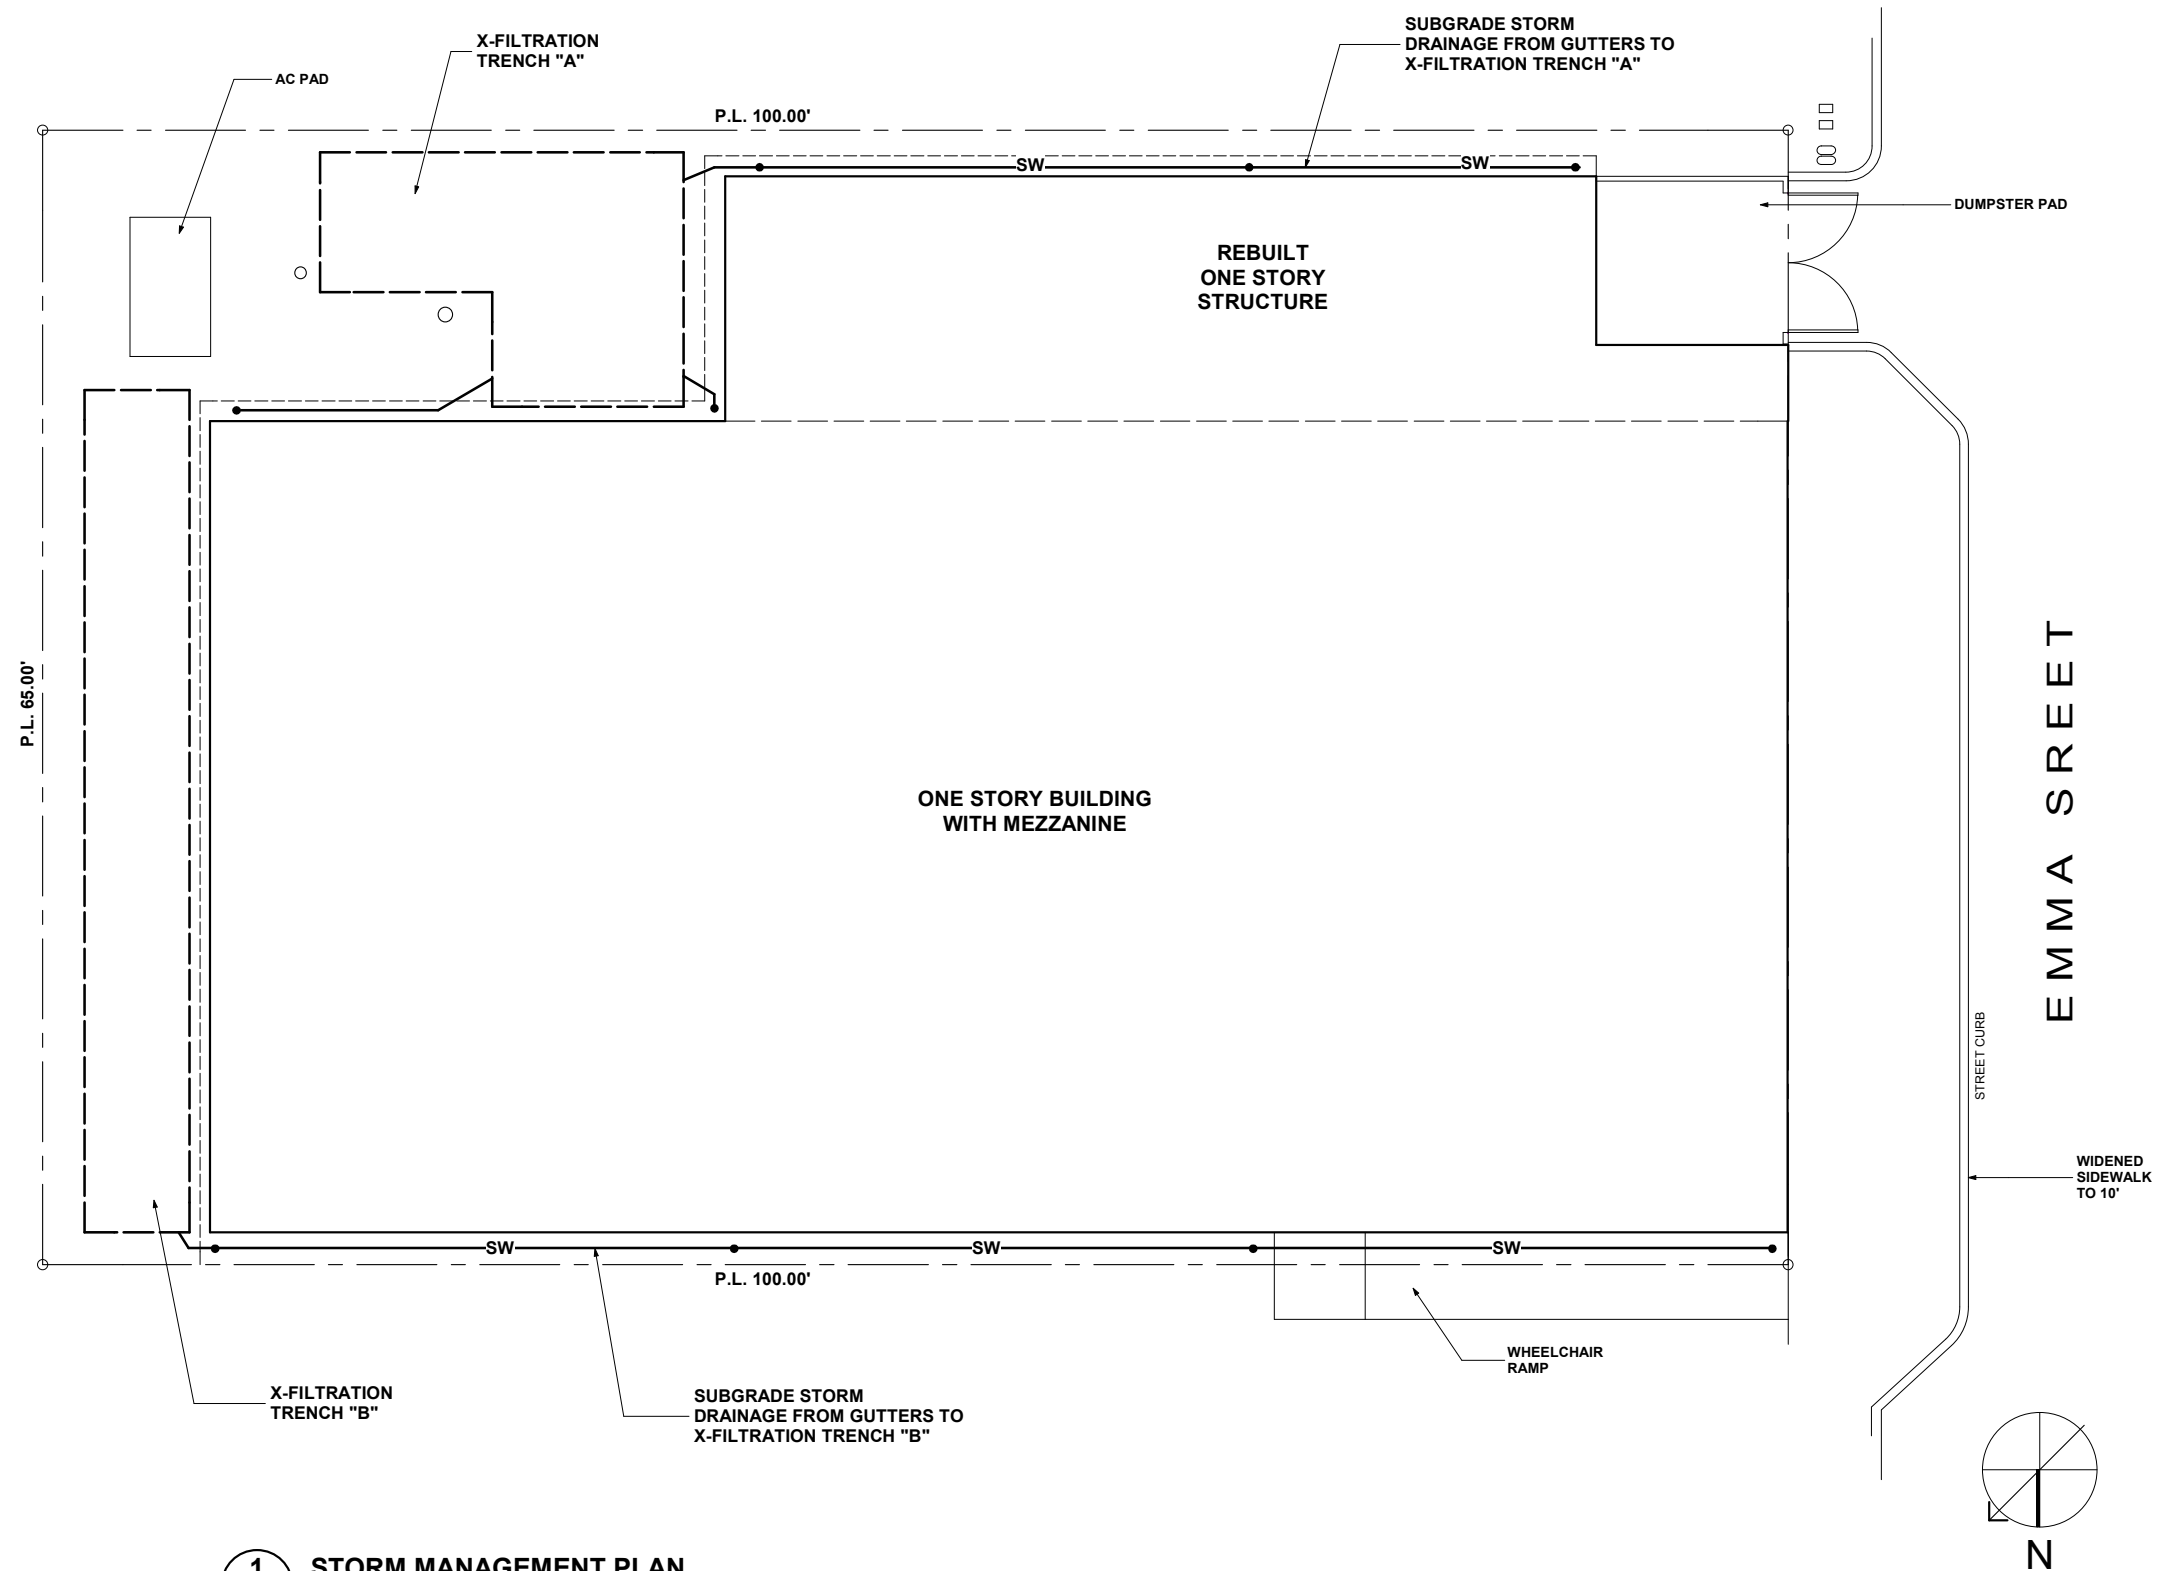 SUBGRADE STORM
DRAINAGE FROM GUTTERS TO
X-FILTRATION TRENCH "A"
X-FILTRATION
TRENCH "A"
AC PAD
P.L. 100.00'
SW
SW
DUMPSTER PAD
REBUILT
ONE STORY
STRUCTURE
P.L. 65.00'
ONE STORY BUILDING
WITH MEZZANINE
EMMA SREET
STREET CURB
WIDENED
SIDEWALK
TO 10'
SW
SW
SW
P.L. 100.00'
WHEELCHAIR
RAMP
X-FILTRATION
TRENCH "B"
SUBGRADE STORM
DRAINAGE FROM GUTTERS TO
X-FILTRATION TRENCH "B"
N
1
STORM MANAGEMENT PLAN